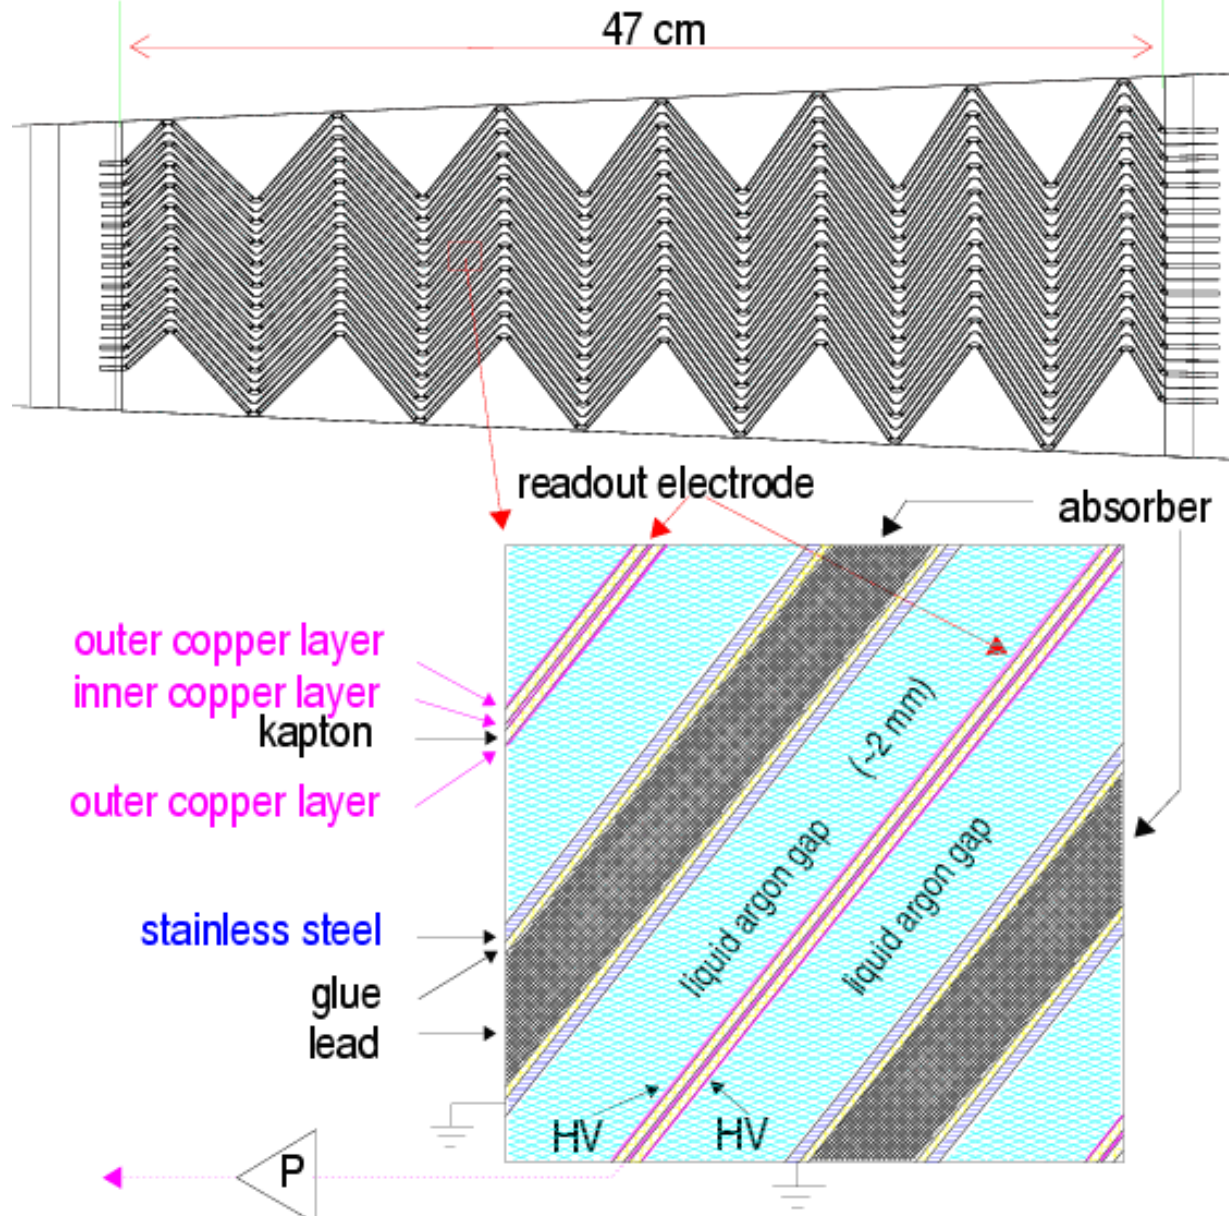 47 cm
readout electrode
absorber
outer copper layer
inner copper layer
kapton
outer copper layer
(~2 mm)
liquid argon gap
liquid argon gap
stainless steel
glue
lead
HV
HV
P